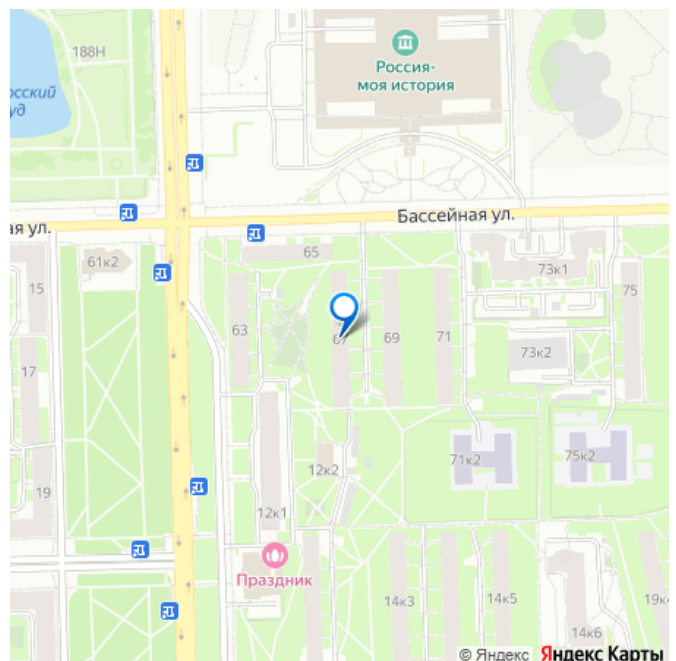 188Н
осский
уд
Россия-
моя история
Бассейная ул.
ая ул.
61к2
65
73к1
15
75
63
67
69
71
73к2
17
71к2
75к2
12к2
19
12к1
Праздник
14к3
14к5
19к
14к6
© Яндекс Яндекс Карты